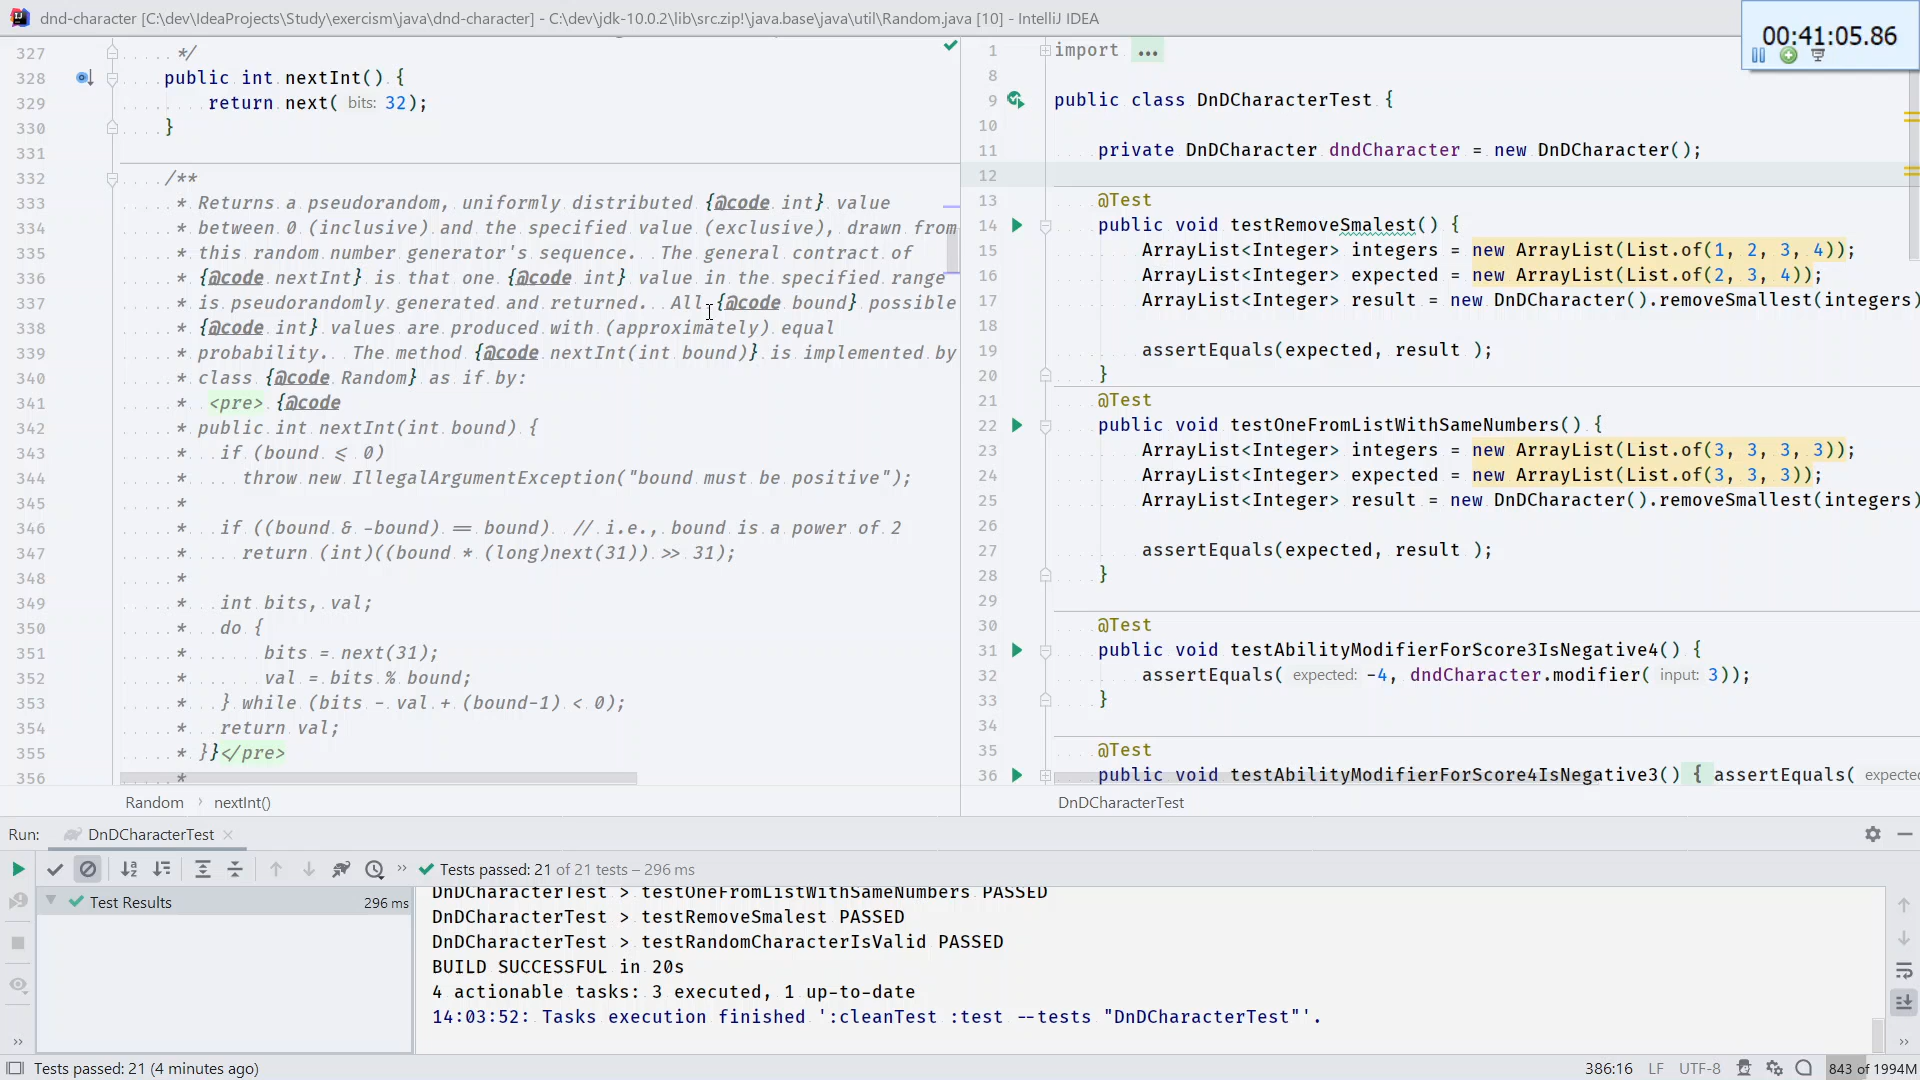 dnd-character [C:\dev\IdeaProjects\Study\exercism\java\dnd-character] - C:\dev\jdk-10.0.2\lib\src.zip!\java.base\java\util\Random.java [10] - IntelliJ IDEA
00:41:05.86
327 */
328 public int nextInt() {
329 return next( bits: 32);
330 }
331
332 /**
333 * Returns a pseudorandom, uniformly distributed {@code int} value
334 * between 0 (inclusive) and the specified value (exclusive), drawn from
335 * this random number generator's sequence. The general contract of
336 * {@code nextInt} is that one {@code int} value in the specified range
337 * is pseudorandomly generated and returned. All {@code bound} possible
338 * {@code int} values are produced with (approximately) equal
339 * probability. The method {@code nextInt(int bound)} is implemented by
340 * class {@code Random} as if by:
341 * <pre> {@code
342 * public int nextInt(int bound) {
343 * if (bound <= 0)
344 * throw new IllegalArgumentException("bound must be positive");
345 *
346 * if ((bound & -bound) == bound) // i.e., bound is a power of 2
347 * return (int)((bound * (long)next(31)) >> 31);
348 *
349 * int bits, val;
350 * do {
351 * bits = next(31);
352 * val = bits % bound;
353 * } while (bits - val + (bound-1) < 0);
354 * return val;
355 * }}</pre>
356 *
Random › nextInt()
1 import ...
8
9 public class DnDCharacterTest {
10
11 private DnDCharacter dndCharacter = new DnDCharacter();
12
13 @Test
14 public void testRemoveSmalest() {
15 ArrayList<Integer> integers = new ArrayList(List.of(1, 2, 3, 4));
16 ArrayList<Integer> expected = new ArrayList(List.of(2, 3, 4));
17 ArrayList<Integer> result = new DnDCharacter().removeSmallest(integers)
18
19 assertEquals(expected, result );
20 }
21 @Test
22 public void testOneFromListWithSameNumbers() {
23 ArrayList<Integer> integers = new ArrayList(List.of(3, 3, 3, 3));
24 ArrayList<Integer> expected = new ArrayList(List.of(3, 3, 3));
25 ArrayList<Integer> result = new DnDCharacter().removeSmallest(integers)
26
27 assertEquals(expected, result );
28 }
29
30 @Test
31 public void testAbilityModifierForScore3IsNegative4() {
32 assertEquals( expected: -4, dndCharacter.modifier( input: 3));
33 }
34
35 @Test
36 public void testAbilityModifierForScore4IsNegative3() { assertEquals( expected
DnDCharacterTest
Run: DnDCharacterTest
Tests passed: 21 of 21 tests – 296 ms
Test Results 296 ms
DnDCharacterTest > testOneFromListWithSameNumbers PASSED
DnDCharacterTest > testRemoveSmalest PASSED
DnDCharacterTest > testRandomCharacterIsValid PASSED
BUILD SUCCESSFUL in 20s
4 actionable tasks: 3 executed, 1 up-to-date
14:03:52: Tasks execution finished ':cleanTest :test --tests "DnDCharacterTest"'.
Tests passed: 21 (4 minutes ago)
386:16 LF UTF-8 843 of 1994M